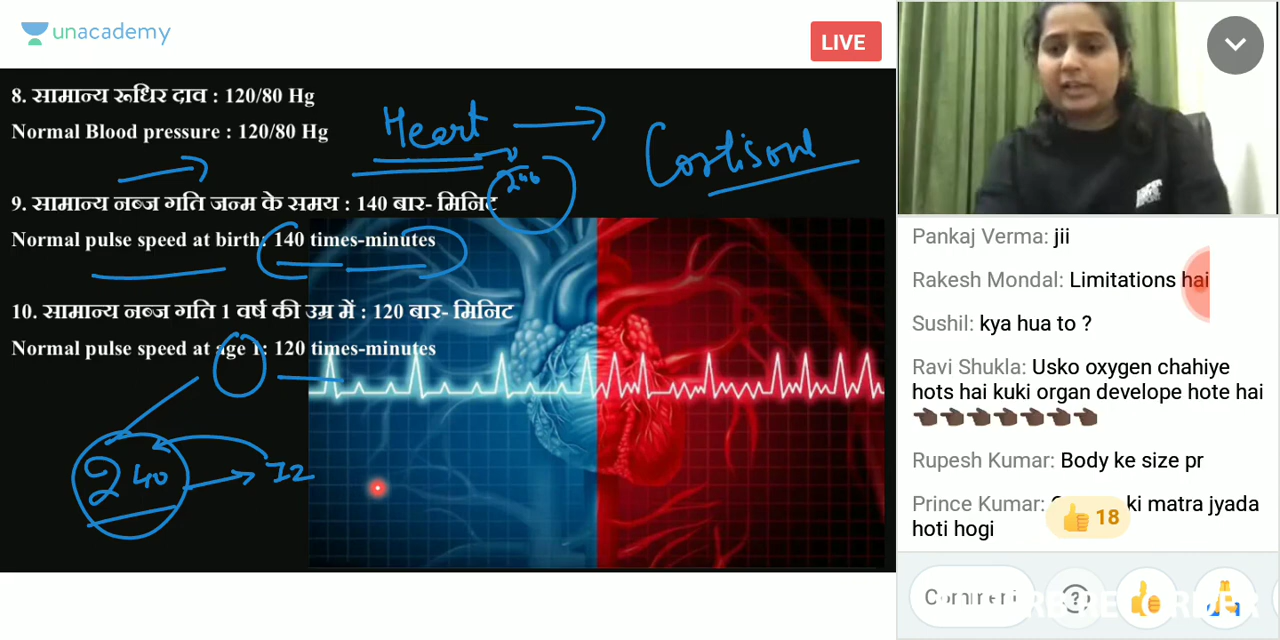 unacademy
LIVE
8. सामान्य रूधिर दाव : 120/80 Hg
Normal Blood pressure : 120/80 Hg
Heart
Cortisone
246
9. सामान्य नब्ज गति जन्म के समय : 140 बार- मिनिट
Normal pulse speed at birth: 140 times-minutes
10. सामान्य नब्ज गति 1 वर्ष की उम्र में : 120 बार- मिनिट
Normal pulse speed at age 1: 120 times-minutes
240
72
Pankaj Verma: jii
Rakesh Mondal: Limitations hai
Sushil: kya hua to ?
Ravi Shukla: Usko oxygen chahiye
hots hai kuki organ develope hote hai
Rupesh Kumar: Body ke size pr
Prince Kumar: ki matra jyada
hoti hogi
18